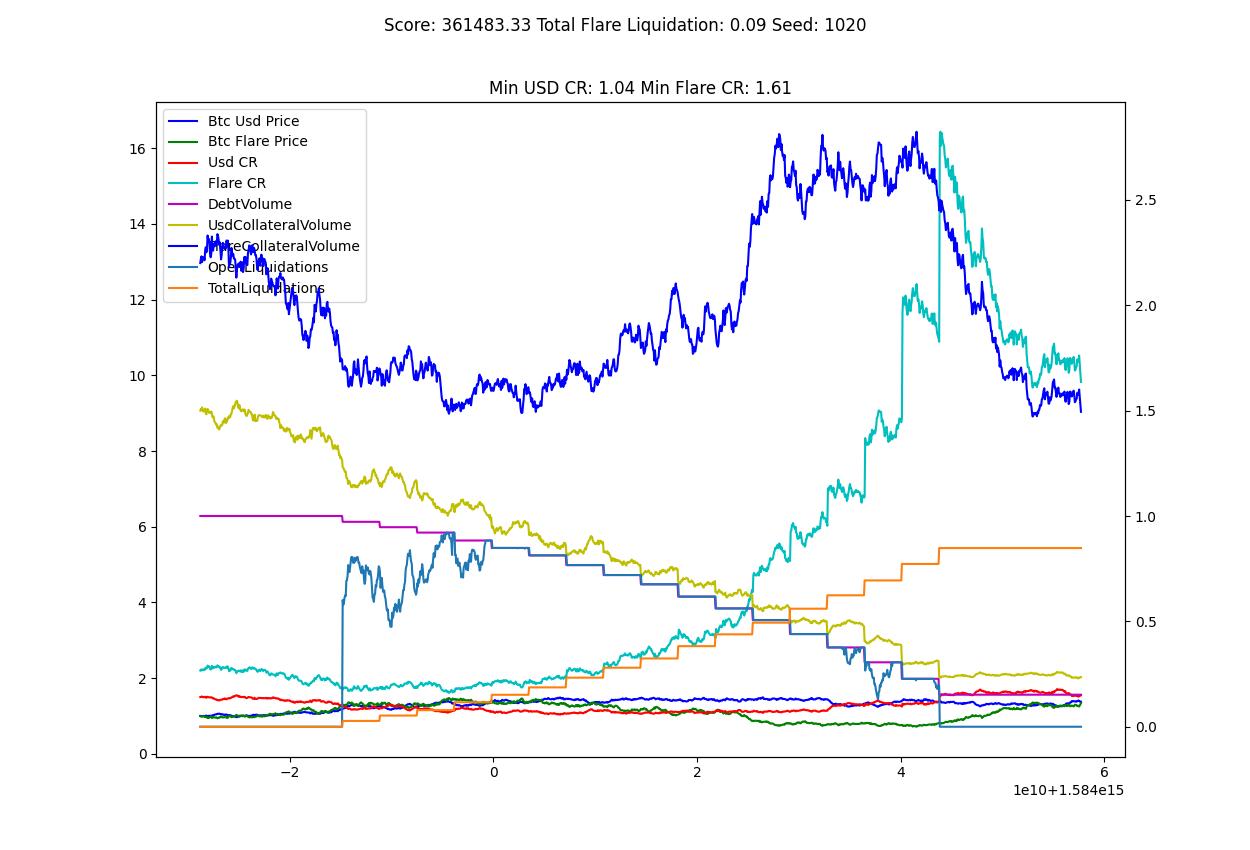 Score: 361483.33 Total Flare Liquidation: 0.09 Seed: 1020
Min USD CR: 1.04 Min Flare CR: 1.61
Btc Usd Price
Btc Flare Price
Usd CR
Flare CR
DebtVolume
UsdCollateralVolume
FlareCollateralVolume
OpenLiquidations
TotalLiquidations
16
14
12
10
8
6
4
2
0
2.5
2.0
1.5
1.0
0.5
0.0
−2
0
2
4
6
1e10+1.584e15